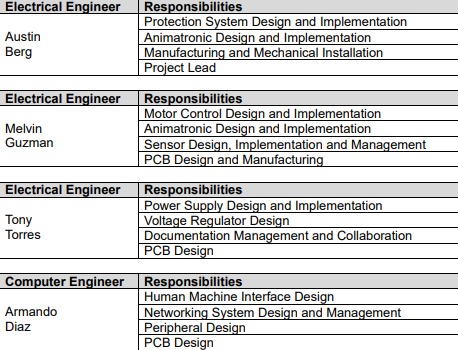 Electrical Engineer Responsibilities
Austin Berg
Protection System Design and Implementation
Animatronic Design and Implementation
Manufacturing and Mechanical Installation
Project Lead
Electrical Engineer Responsibilities
Melvin Guzman
Motor Control Design and Implementation
Animatronic Design and Implementation
Sensor Design, Implementation and Management
PCB Design and Manufacturing
Electrical Engineer Responsibilities
Tony Torres
Power Supply Design and Implementation
Voltage Regulator Design
Documentation Management and Collaboration
PCB Design
Computer Engineer Responsibilities
Armando Diaz
Human Machine Interface Design
Networking System Design and Management
Peripheral Design
PCB Design